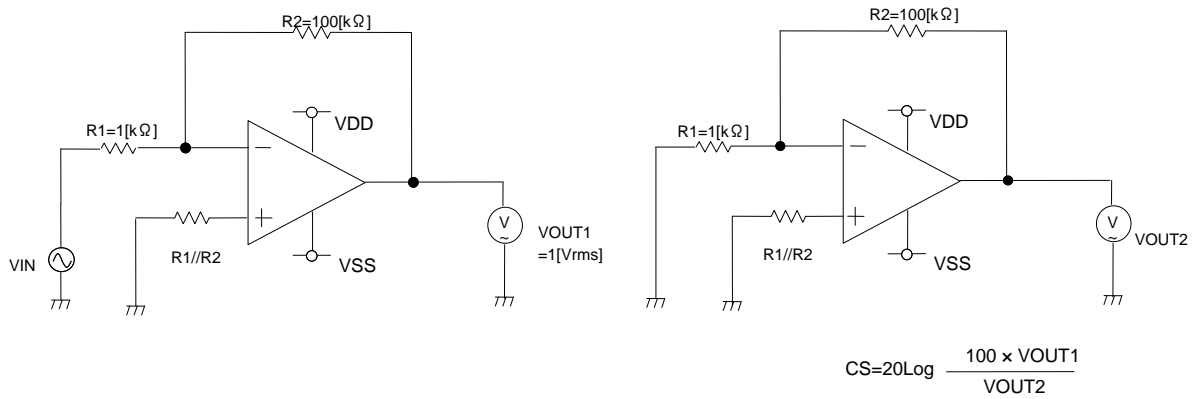 R2=100[kΩ]
VDD
R1=1[kΩ]
−
+
R1//R2
VSS
VIN
V
~
VOUT1
=1[Vrms]
R2=100[kΩ]
VDD
R1=1[kΩ]
−
+
R1//R2
VSS
V
~
VOUT2
CS=20Log 100 × VOUT1
VOUT2